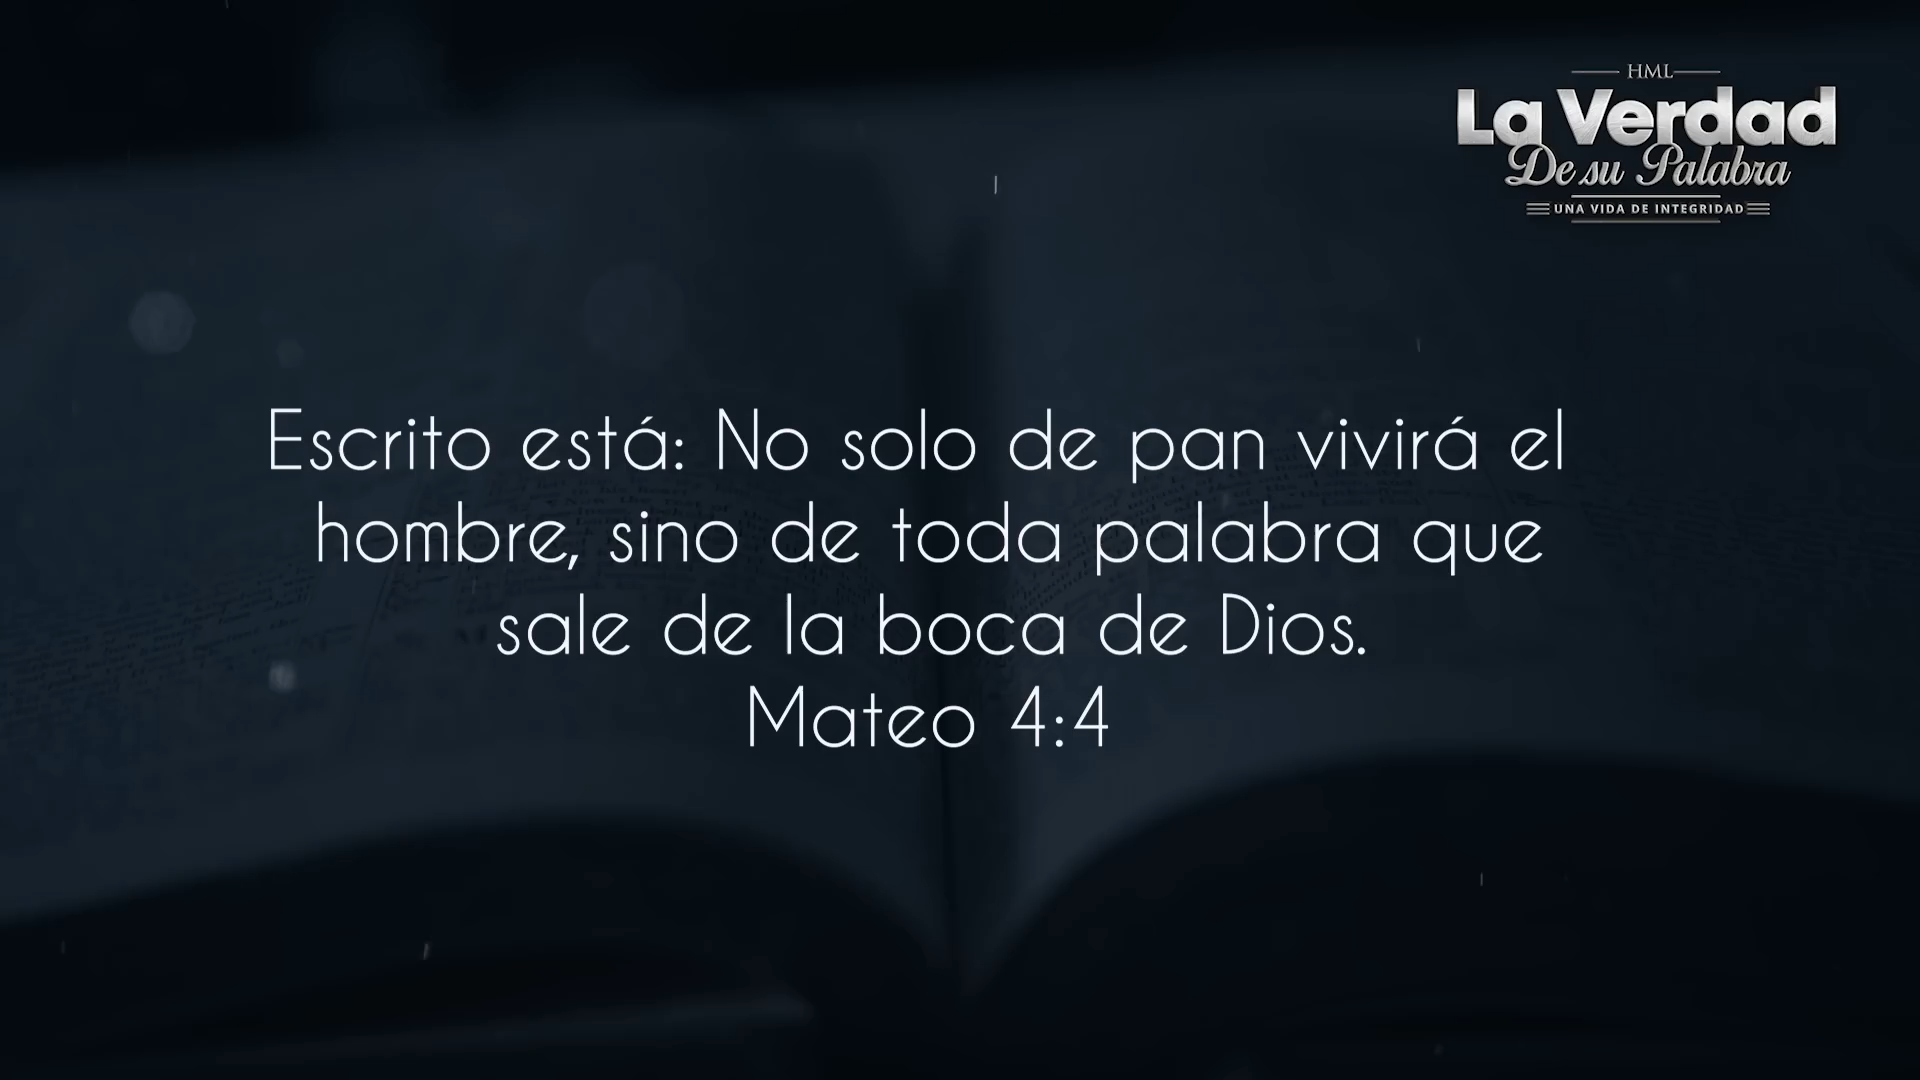 HML
La Verdad
De su Palabra
UNA VIDA DE INTEGRIDAD
Escrito está: No solo de pan vivirá el
hombre, sino de toda palabra que
sale de la boca de Dios.
Mateo 4:4